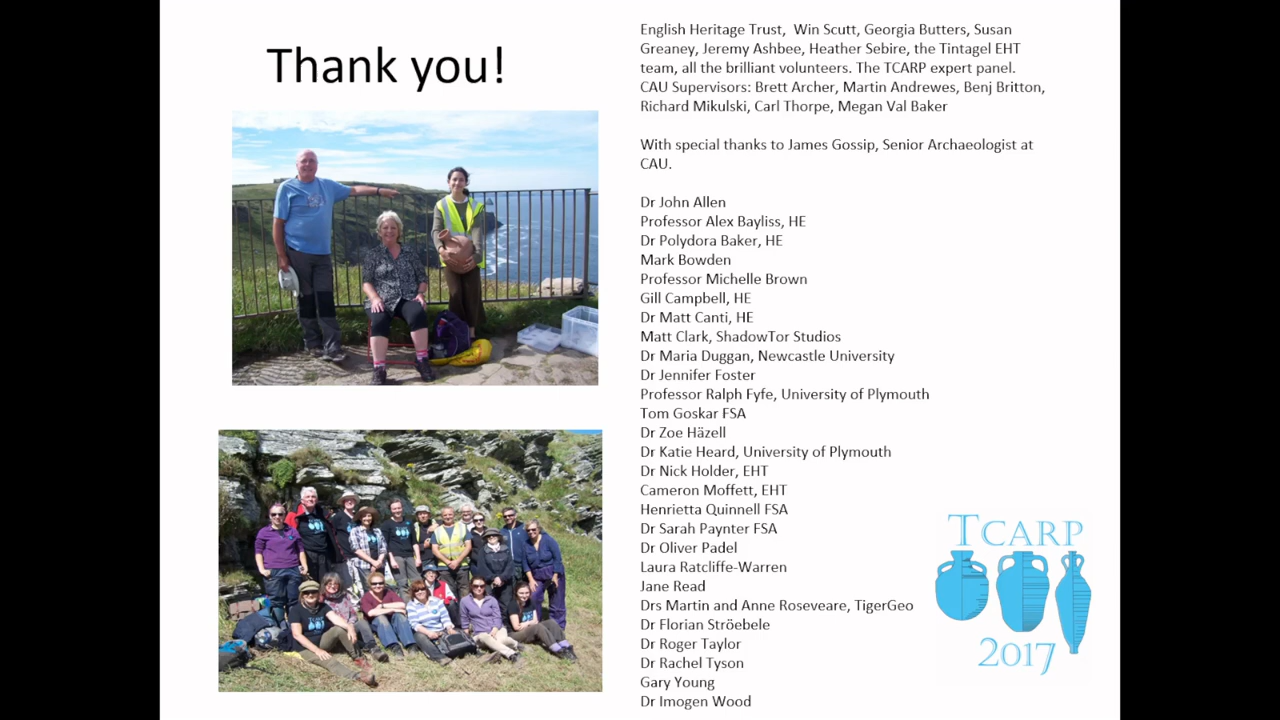 Thank you!
English Heritage Trust,  Win Scutt, Georgia Butters, Susan
Greaney, Jeremy Ashbee, Heather Sebire, the Tintagel EHT
team, all the brilliant volunteers. The TCARP expert panel.
CAU Supervisors: Brett Archer, Martin Andrewes, Benj Britton,
Richard Mikulski, Carl Thorpe, Megan Val Baker
With special thanks to James Gossip, Senior Archaeologist at
CAU.
Dr John Allen
Professor Alex Bayliss, HE
Dr Polydora Baker, HE
Mark Bowden
Professor Michelle Brown
Gill Campbell, HE
Dr Matt Canti, HE
Matt Clark, ShadowTor Studios
Dr Maria Duggan, Newcastle University
Dr Jennifer Foster
Professor Ralph Fyfe, University of Plymouth
Tom Goskar FSA
Dr Zoe Häzell
Dr Katie Heard, University of Plymouth
Dr Nick Holder, EHT
Cameron Moffett, EHT
Henrietta Quinnell FSA
Dr Sarah Paynter FSA
Dr Oliver Padel
Laura Ratcliffe-Warren
Jane Read
Drs Martin and Anne Roseveare, TigerGeo
Dr Florian Ströebele
Dr Roger Taylor
Dr Rachel Tyson
Gary Young
Dr Imogen Wood
TCARP
2017